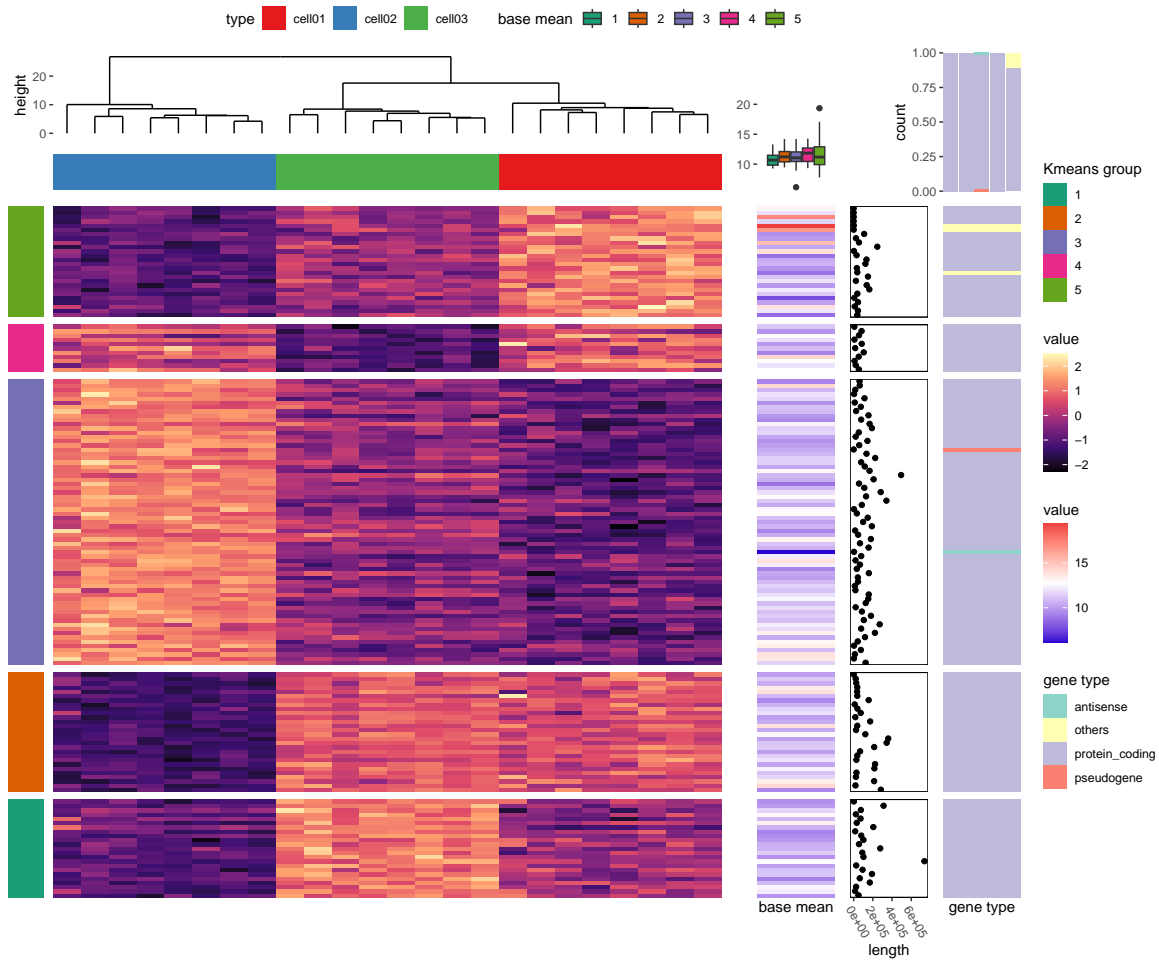 type cell01 cell02 cell03 base mean 1 2 3 4 5
height
20
10
0
20
15
10
count
1.00
0.75
0.50
0.25
0.00
Kmeans group
1
2
3
4
5
value
2
1
0
−1
−2
value
15
10
gene type
antisense
others
protein_coding
pseudogene
base mean
0e+00
2e+05
4e+05
6e+05
length
gene type